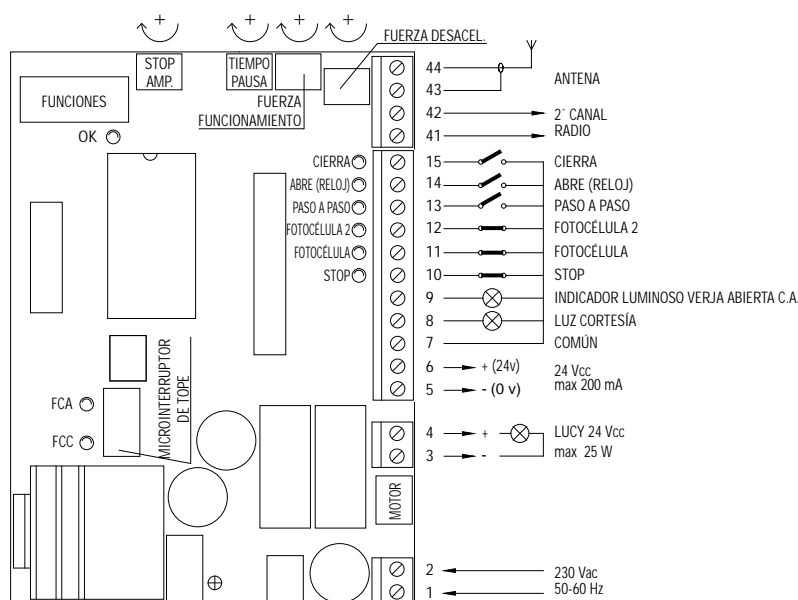 + + + +
FUERZA DESACEL.
STOP
AMP.
TIEMPO
PAUSA
FUNCIONES
FUERZA
FUNCIONAMIENTO
OK
44
43
ANTENA
42
41
2¨ CANAL
RADIO
CIERRA 15 CIERRA
ABRE (RELOJ) 14 ABRE (RELOJ)
PASO A PASO 13 PASO A PASO
FOTOCÉLULA 2 12 FOTOCÉLULA 2
FOTOCÉLULA 11 FOTOCÉLULA
STOP 10 STOP
9 INDICADOR LUMINOSO VERJA ABIERTA C.A.
8 LUZ CORTESÍA
7 COMÚN
6 + (24v)
5 - (0 v)
24 Vcc
max 200 mA
MICROINTERRUPTOR
DE TOPE
FCA
FCC
4 + LUCY 24 Vcc
3 - max 25 W
MOTOR
2 230 Vac
1 50-60 Hz